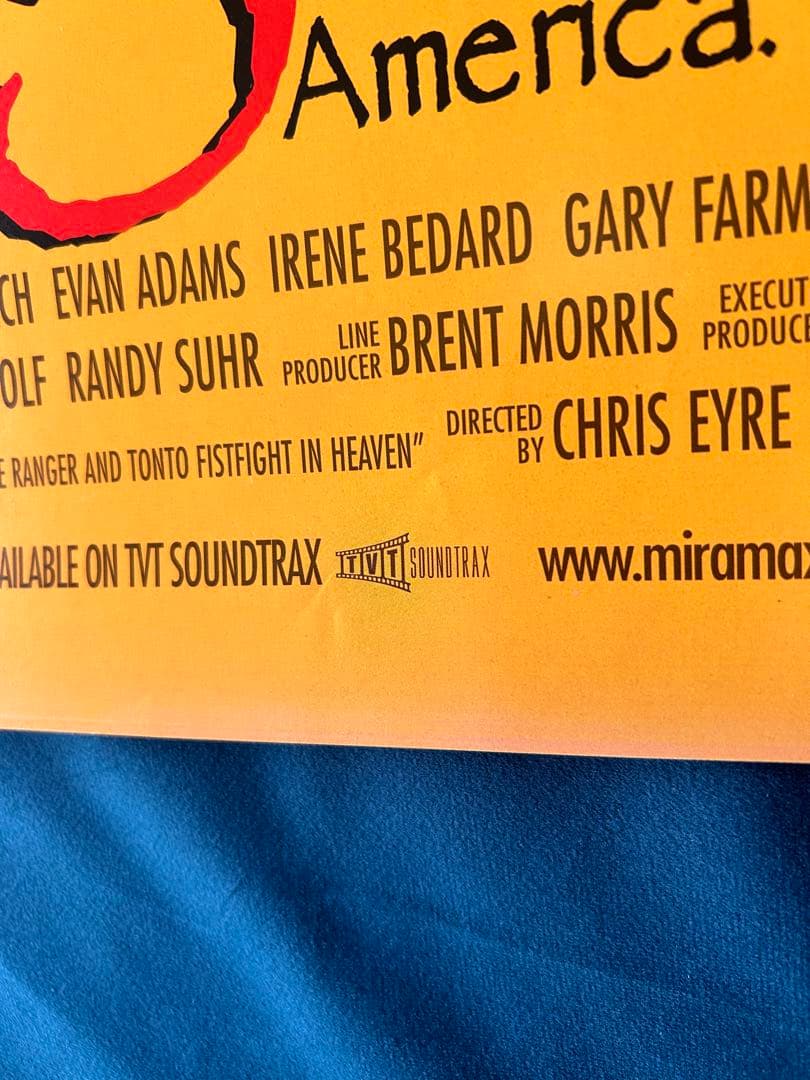 America.
CH EVAN ADAMS IRENE BEDARD GARY FARM
OLF RANDY SUHR LINE PRODUCER BRENT MORRIS EXECUT PRODUCE
E RANGER AND TONTO FISTFIGHT IN HEAVEN” DIRECTED BY CHRIS EYRE
AILABLE ON TVT SOUNDTRAX TVT SOUNDTRAX www.miramax